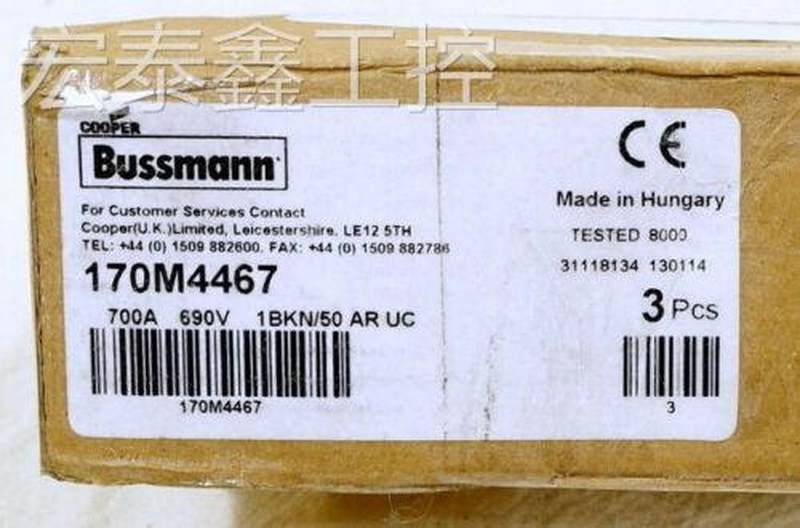 宏泰鑫工控
COOPER
Bussmann
For Customer Services Contact
Cooper(U.K.)Limited, Leicestershire. LE12 5TH
TEL: +44 (0) 1509 882600. FAX: +44 (0) 1509 882786
170M4467
700A 690V 1BKN/50 AR UC
170M4467
CE
Made in Hungary
TESTED 8000
31118134 130114
3 Pcs
3